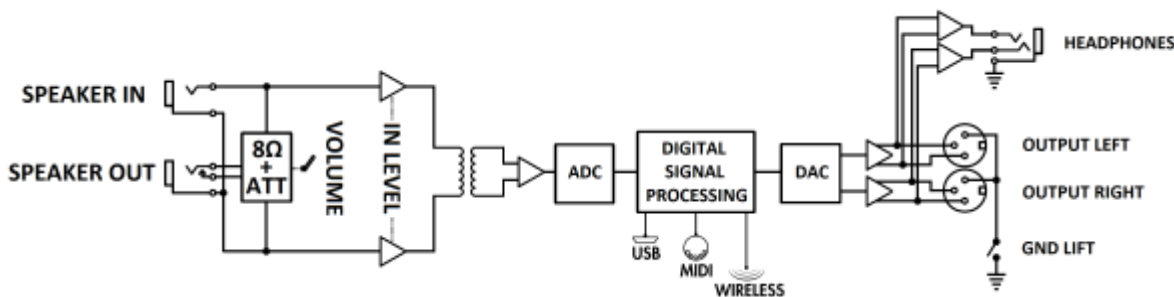 SPEAKER IN
SPEAKER OUT
8Ω
+
ATT
VOLUME
IN LEVEL
ADC
DIGITAL
SIGNAL
PROCESSING
USB
MIDI
WIRELESS
DAC
HEADPHONES
OUTPUT LEFT
OUTPUT RIGHT
GND LIFT